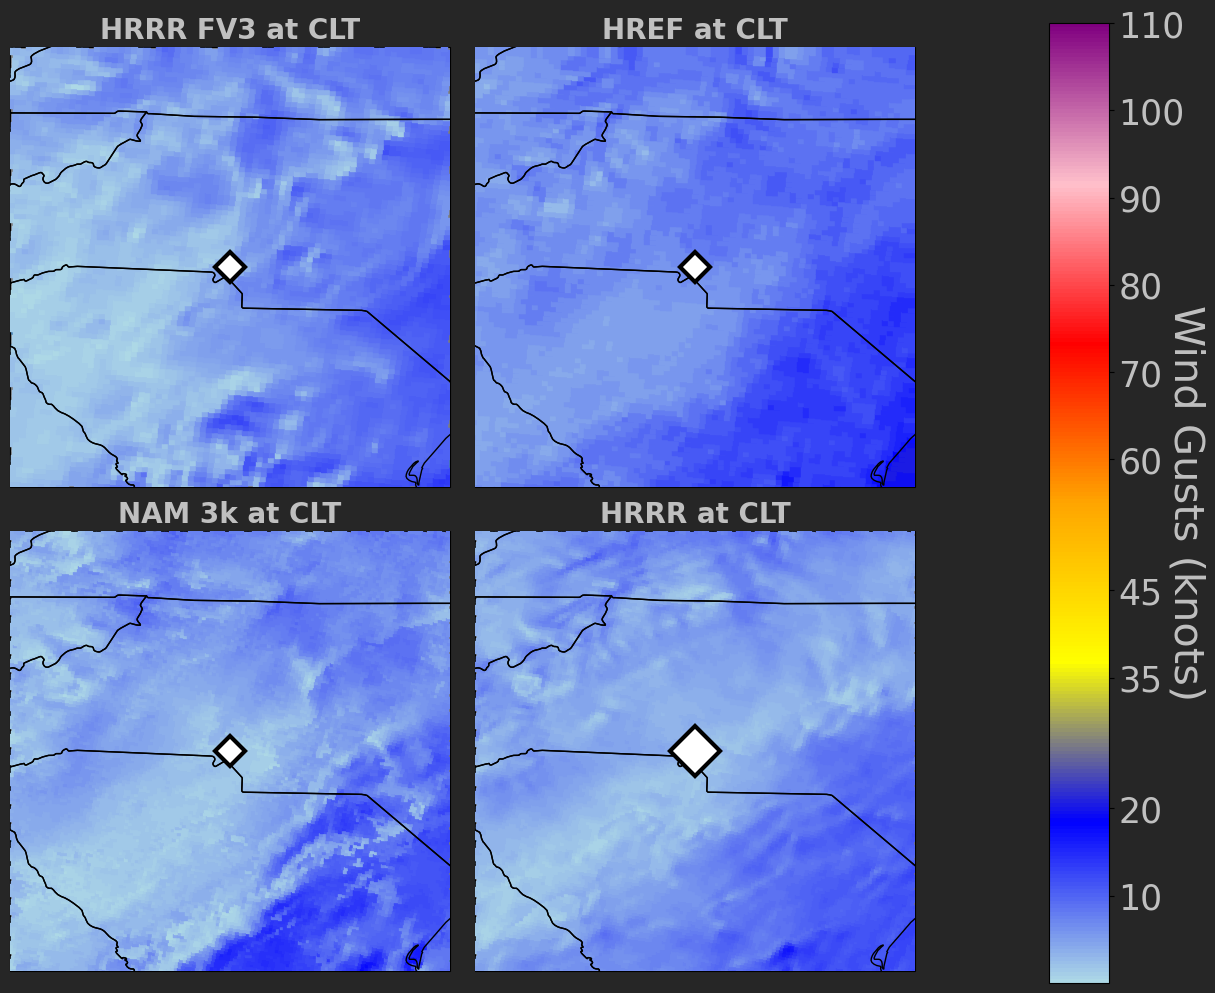 HRRR FV3 at CLT
HREF at CLT
NAM 3k at CLT
HRRR at CLT
110
100
90
80
70
60
45
35
20
10
Wind Gusts (knots)